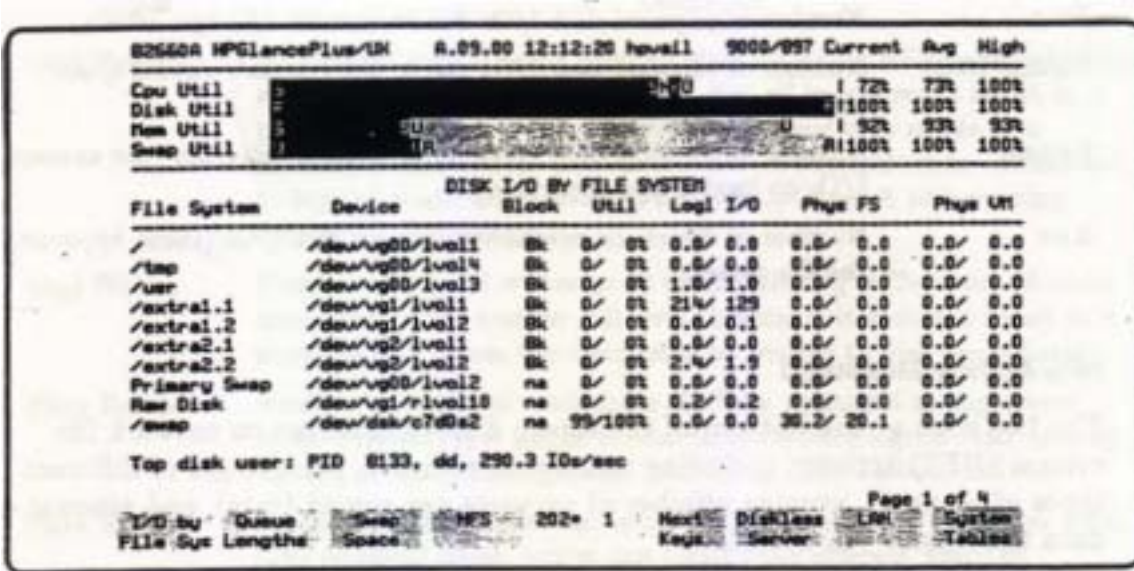 B2660A HPGlancePlus/UX A.09.00 12:12:20 hpvail 9000/897 Current Avg High
Cpu Util 72% 73% 100%
Disk Util 100% 100% 100%
Mem Util 92% 93% 93%
Swap Util 100% 100% 100%
DISK I/O BY FILE SYSTEM
File System Device Block Util Logl I/O Phys FS Phys VM
/ /dev/vg00/lvol1 Bk 0/ 0% 0.0/ 0.0 0.0/ 0.0 0.0/ 0.0
/tmp /dev/vg00/lvol4 Bk 0/ 0% 0.0/ 0.0 0.0/ 0.0 0.0/ 0.0
/usr /dev/vg00/lvol3 Bk 0/ 0% 1.0/ 1.0 0.0/ 0.0 0.0/ 0.0
/extra1.1 /dev/vg1/lvol1 Bk 0/ 0% 214/ 129 0.0/ 0.0 0.0/ 0.0
/extra1.2 /dev/vg1/lvol2 Bk 0/ 0% 0.0/ 0.1 0.0/ 0.0 0.0/ 0.0
/extra2.1 /dev/vg2/lvol1 Bk 0/ 0% 0.0/ 0.0 0.0/ 0.0 0.0/ 0.0
/extra2.2 /dev/vg2/lvol2 Bk 0/ 0% 2.4/ 1.9 0.0/ 0.0 0.0/ 0.0
Primary Swap /dev/vg00/lvol2 na 0/ 0% 0.0/ 0.0 0.0/ 0.0 0.0/ 0.0
Raw Disk /dev/vg1/rlvol10 na 0/ 0% 0.2/ 0.2 0.0/ 0.0 0.0/ 0.0
/swap /dev/dsk/c7d0s2 na 99/100% 0.0/ 0.0 30.2/ 20.1 0.0/ 0.0
Top disk user: PID 8133, dd, 290.3 IOs/sec
Page 1 of 4
I/O by Queue Swap NFS 202* 1 Next Diskless LAN System
File Sys Lengths Space Keys Server Tables